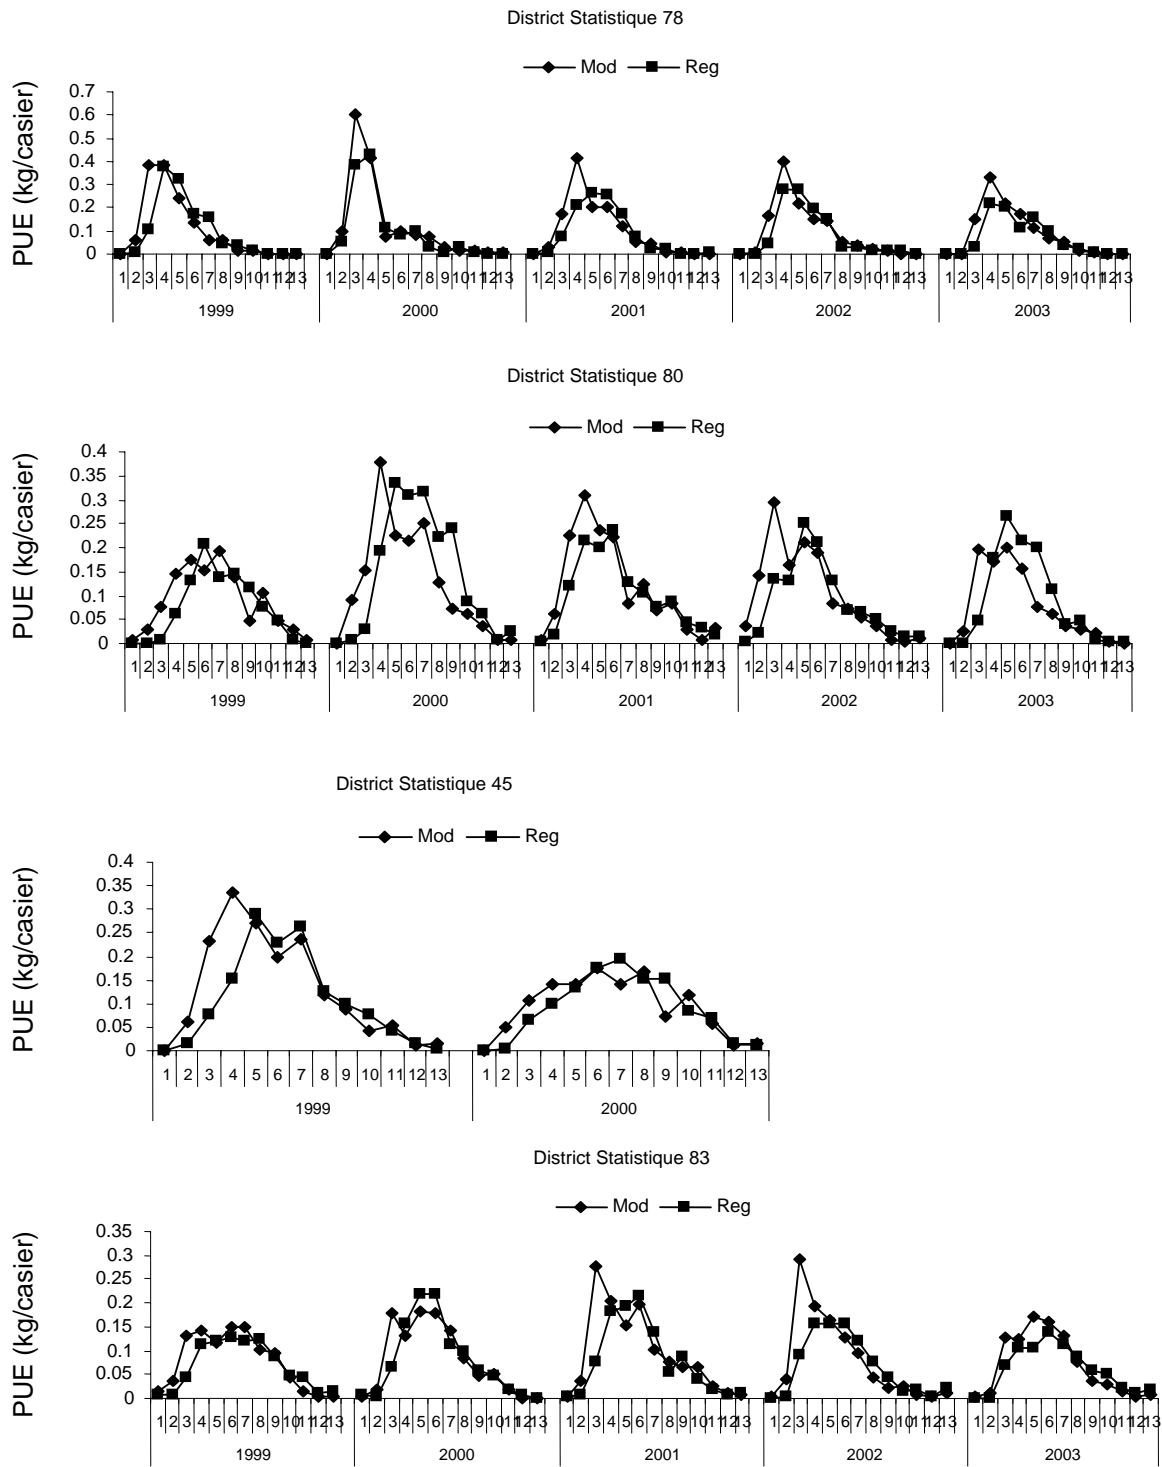 District Statistique 78
Mod Reg
PUE (kg/casier)
0.7
0.6
0.5
0.4
0.3
0.2
0.1
0
1 2 3 4 5 6 7 8 9 10 11 12 13 1 2 3 4 5 6 7 8 9 10 11 12 13 1 2 3 4 5 6 7 8 9 10 11 12 13 1 2 3 4 5 6 7 8 9 10 11 12 13 1 2 3 4 5 6 7 8 9 10 11 12 13
1999 2000 2001 2002 2003
District Statistique 80
Mod Reg
PUE (kg/casier)
0.4
0.35
0.3
0.25
0.2
0.15
0.1
0.05
0
1 2 3 4 5 6 7 8 9 10 11 12 13 1 2 3 4 5 6 7 8 9 10 11 12 13 1 2 3 4 5 6 7 8 9 10 11 12 13 1 2 3 4 5 6 7 8 9 10 11 12 13 1 2 3 4 5 6 7 8 9 10 11 12 13
1999 2000 2001 2002 2003
District Statistique 45
Mod Reg
PUE (kg/casier)
0.4
0.35
0.3
0.25
0.2
0.15
0.1
0.05
0
1 2 3 4 5 6 7 8 9 10 11 12 13 1 2 3 4 5 6 7 8 9 10 11 12 13
1999 2000
District Statistique 83
Mod Reg
PUE (kg/casier)
0.35
0.3
0.25
0.2
0.15
0.1
0.05
0
1 2 3 4 5 6 7 8 9 10 11 12 13 1 2 3 4 5 6 7 8 9 10 11 12 13 1 2 3 4 5 6 7 8 9 10 11 12 13 1 2 3 4 5 6 7 8 9 10 11 12 13 1 2 3 4 5 6 7 8 9 10 11 12 13
1999 2000 2001 2002 2003